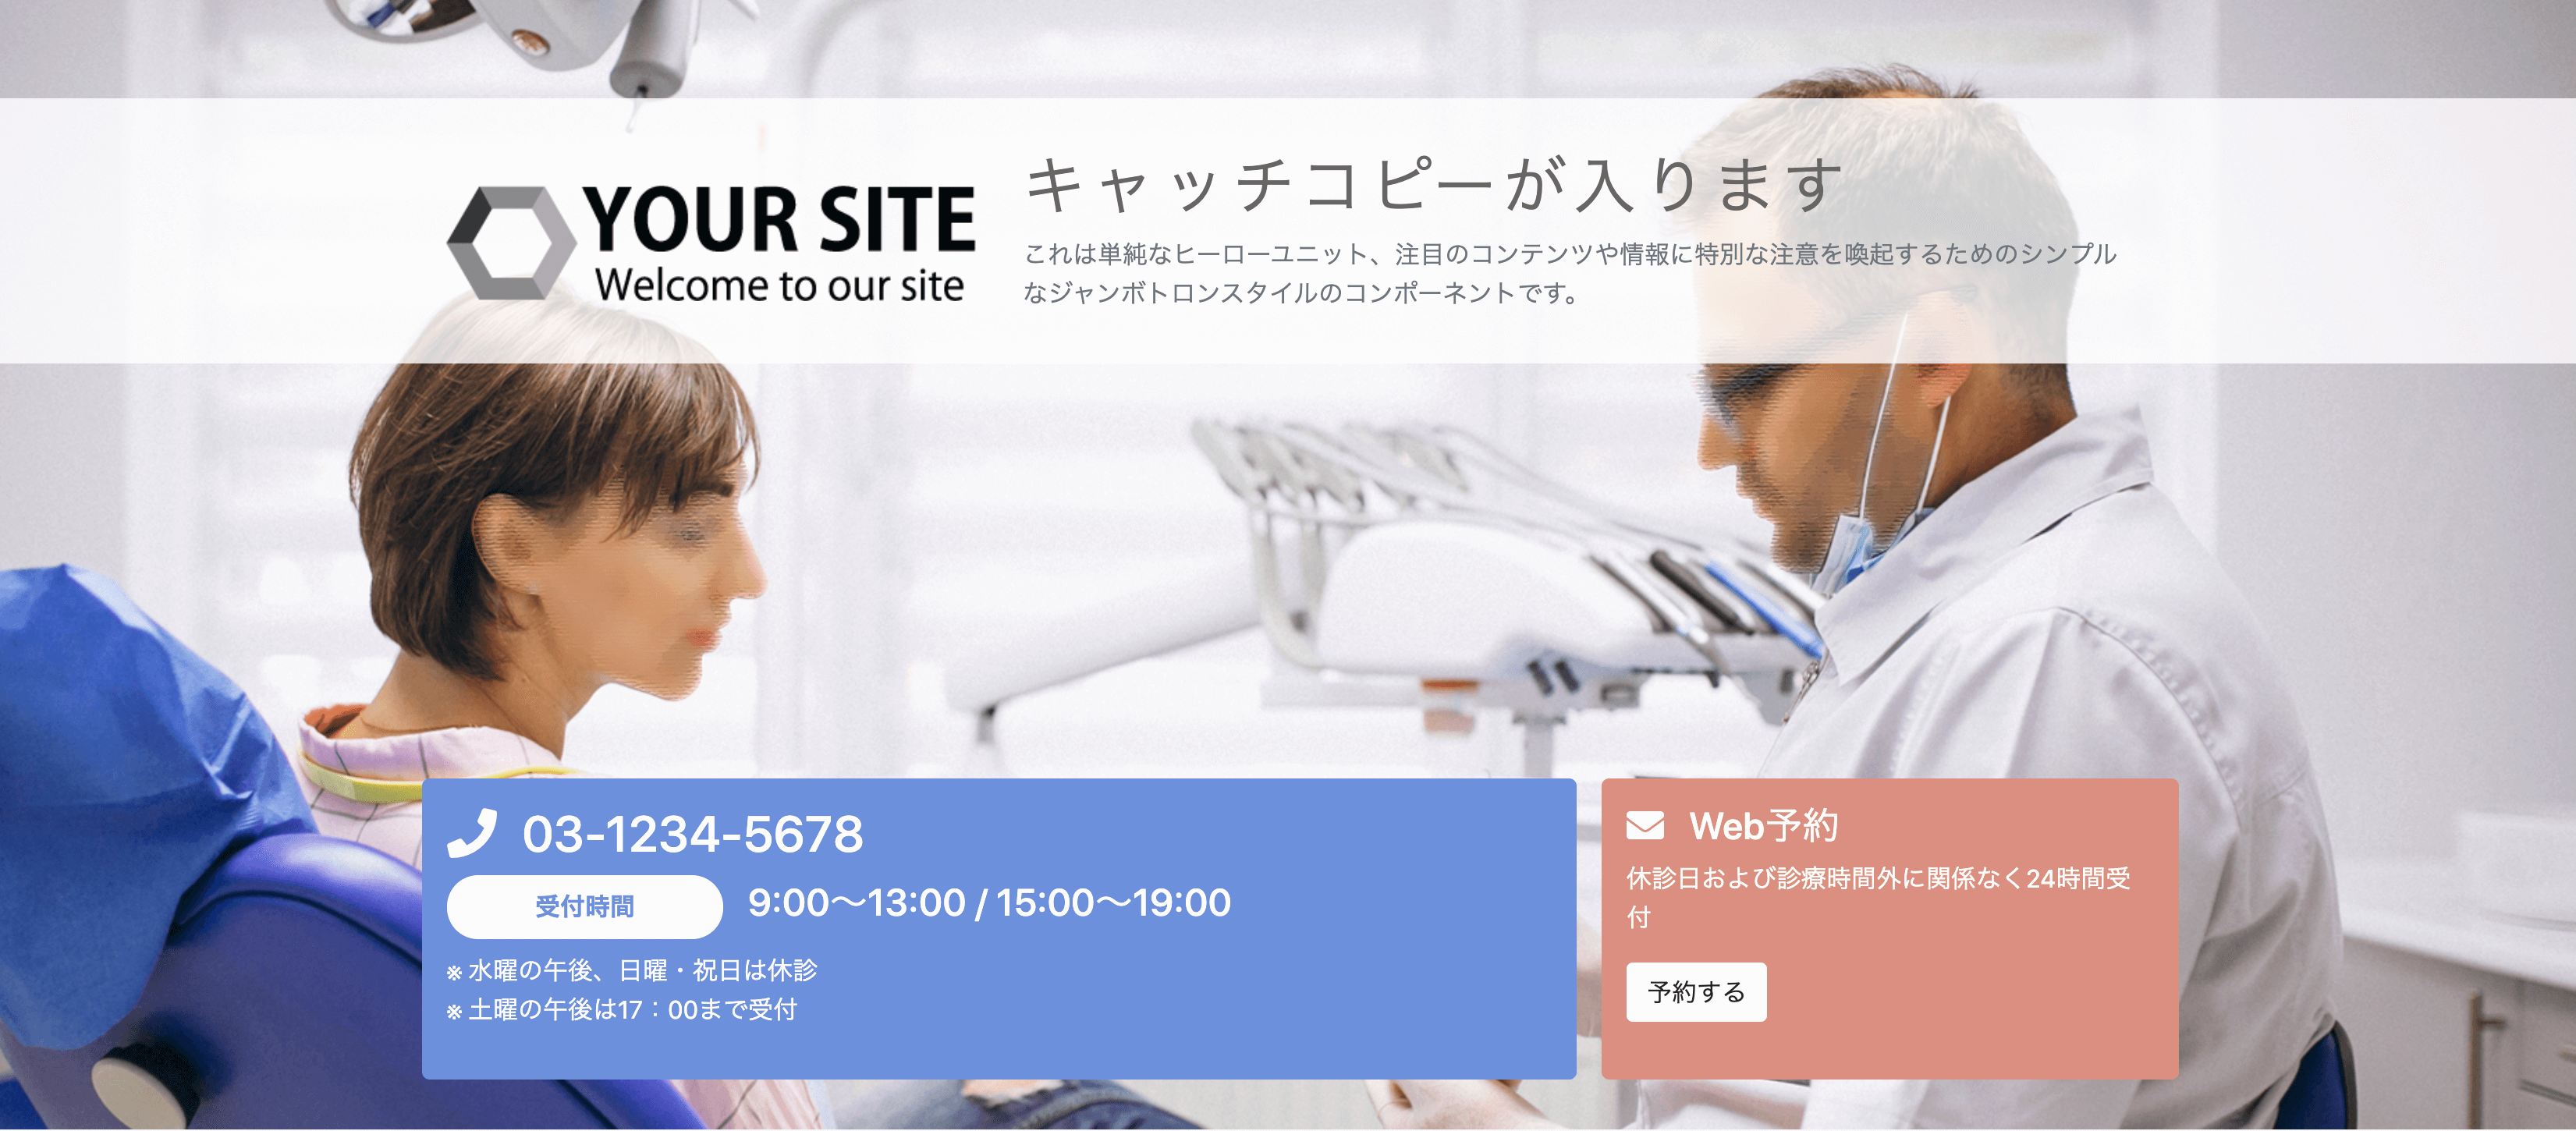 YOUR SITE
Welcome to our site
キャッチコピーが入ります
これは単純なヒーローユニット、注目のコンテンツや情報に特別な注意を喚起するためのシンプル
なジャンボトロンスタイルのコンポーネントです。
03-1234-5678
受付時間 9:00〜13:00 / 15:00〜19:00
※ 水曜の午後、日曜・祝日は休診
※ 土曜の午後は17：00まで受付
Web予約
休診日および診療時間外に関係なく24時間受
付
予約する